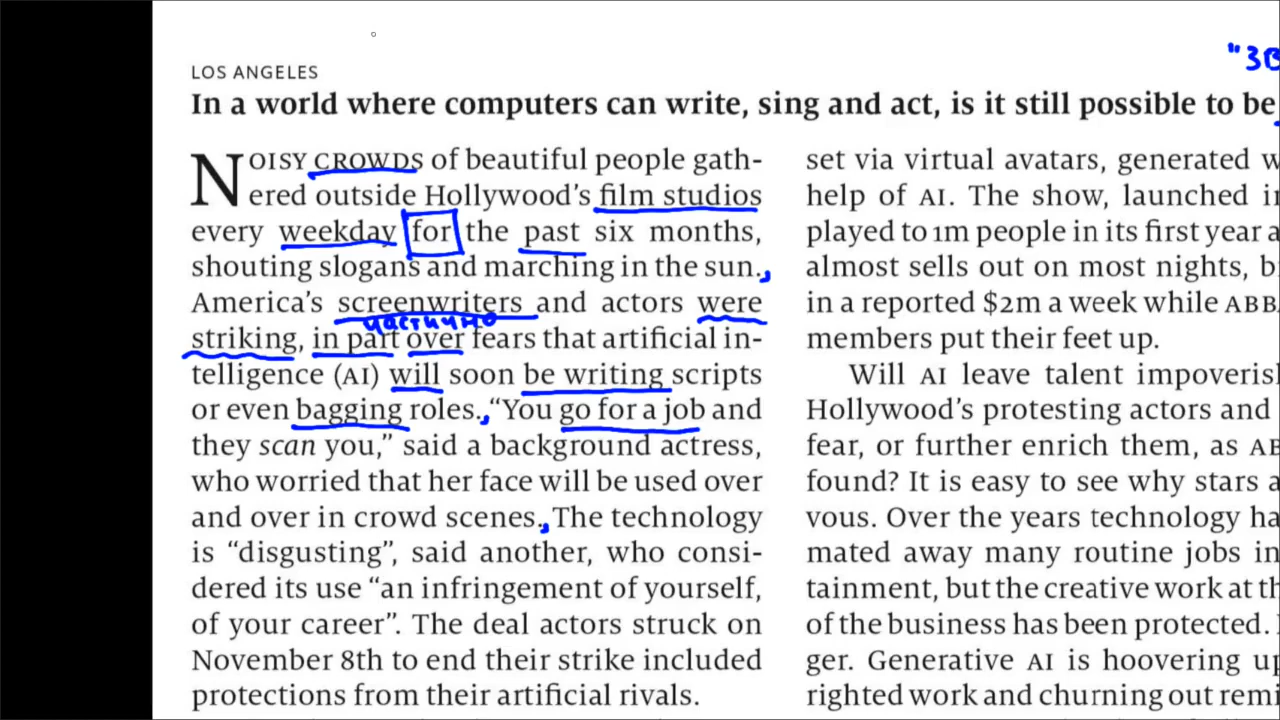 "ЗВ
LOS ANGELES
In a world where computers can write, sing and act, is it still possible to be
NOISY CROWDS of beautiful people gath-
ered outside Hollywood's film studios
every weekday for the past six months,
shouting slogans and marching in the sun.
America's screenwriters and actors were
частично
striking, in part over fears that artificial in-
telligence (AI) will soon be writing scripts
or even bagging roles. "You go for a job and
they scan you," said a background actress,
who worried that her face will be used over
and over in crowd scenes. The technology
is "disgusting", said another, who consi-
dered its use "an infringement of yourself,
of your career". The deal actors struck on
November 8th to end their strike included
protections from their artificial rivals.
set via virtual avatars, generated w
help of AI. The show, launched i
played to 1m people in its first year a
almost sells out on most nights, b
in a reported $2m a week while ABB
members put their feet up.
Will AI leave talent impoveris
Hollywood's protesting actors and
fear, or further enrich them, as AB
found? It is easy to see why stars a
vous. Over the years technology ha
mated away many routine jobs in
tainment, but the creative work at th
of the business has been protected.
ger. Generative AI is hoovering up
righted work and churning out remi